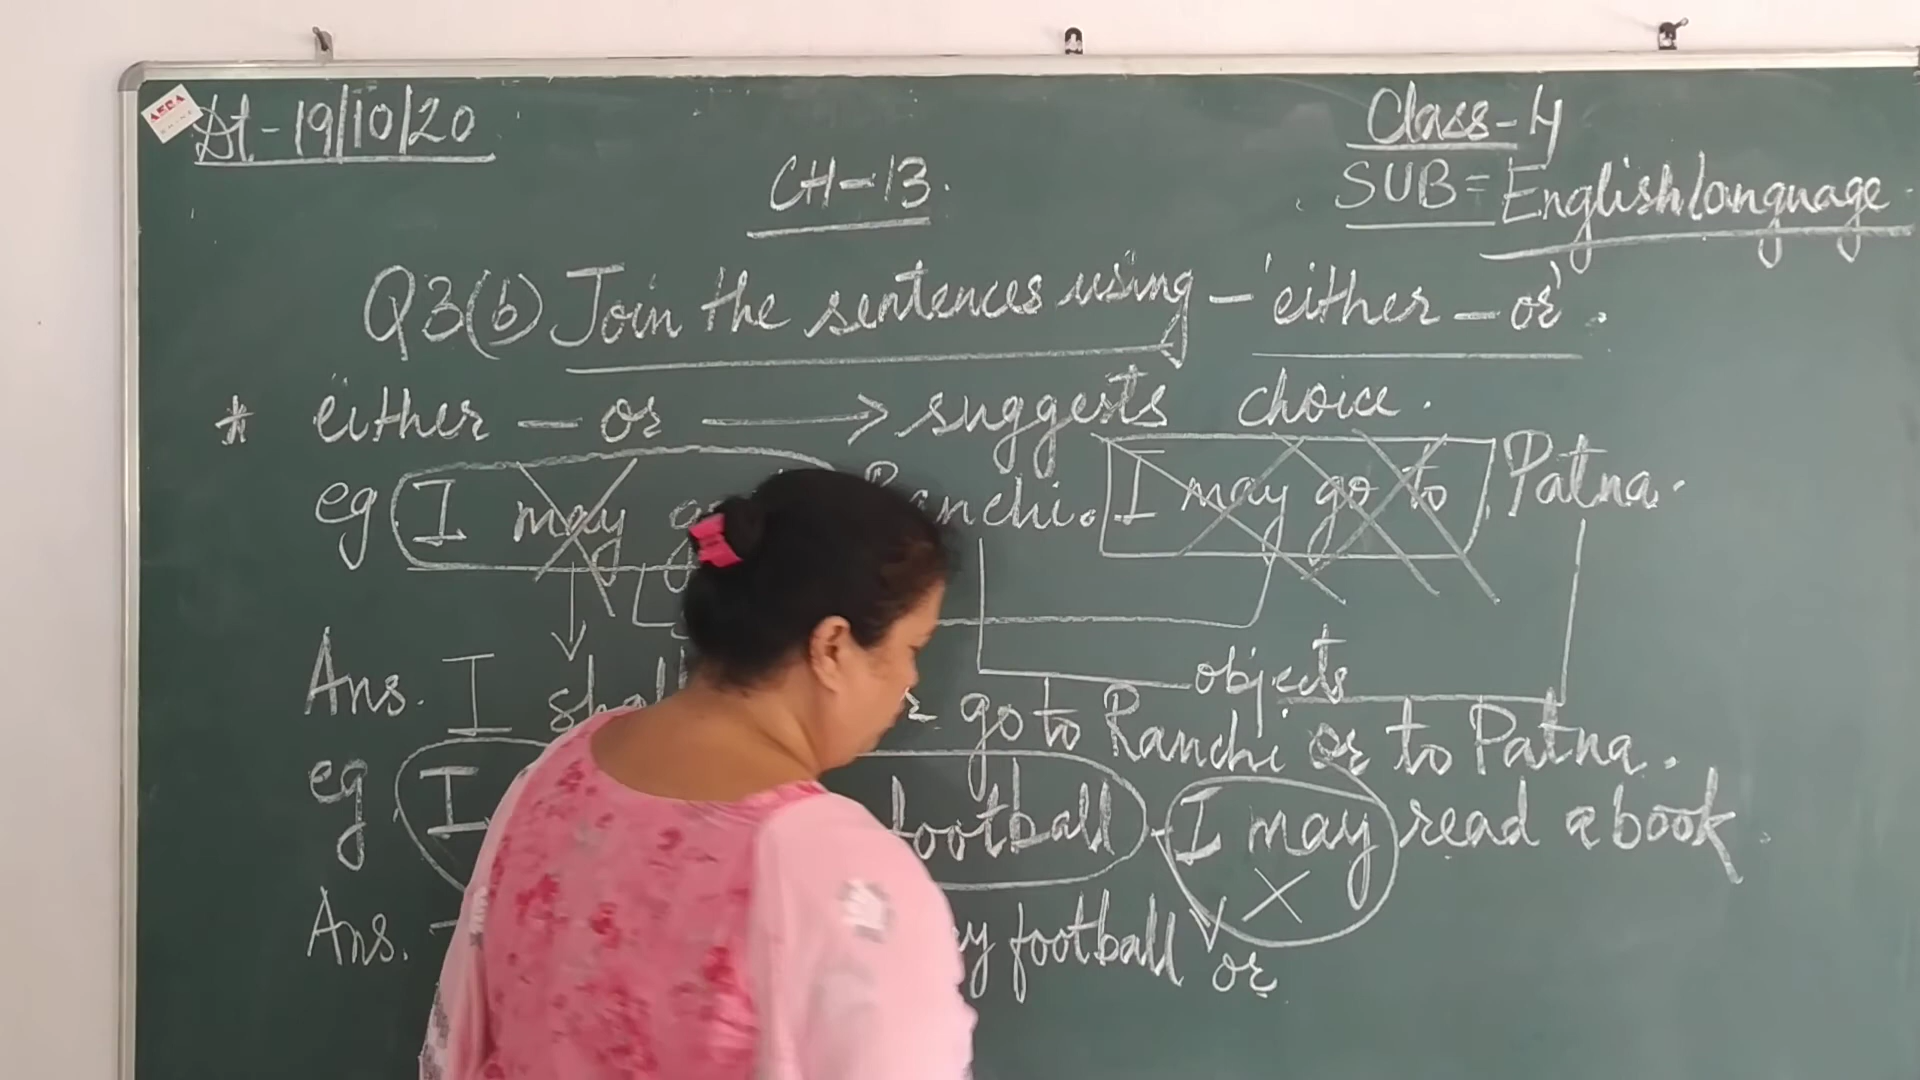 Dt - 19/10/20
Class - 4
CH-13.
SUB = English language
Q3(b) Join the sentences using - 'either - or'.
* either - or → suggests choice.
eg I may go Ranchi. I may go to Patna.
objects
Ans. I shall go to Ranchi or to Patna.
eg I football. I may read a book.
Ans. football or